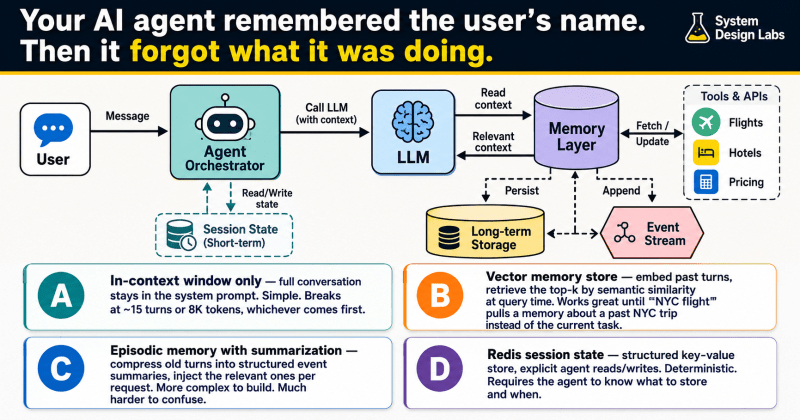 Your AI agent remembered the user's name.
Then it forgot what it was doing.
System
Design Labs
User
Message
Agent
Orchestrator
Call LLM
(with context)
LLM
Read
context
Relevant
context
Memory
Layer
Fetch /
Update
Tools & APIs
Flights
Hotels
Pricing
Read/Write
state
Session State
(Short-term)
Persist
Append
Long-term
Storage
Event
Stream
A
In-context window only — full conversation
stays in the system prompt. Simple. Breaks
at ~15 turns or 8K tokens, whichever comes first.
B
Vector memory store — embed past turns,
retrieve the top-k by semantic similarity
at query time. Works great until "“NYC flight”"
pulls a memory about a past NYC trip
instead of the current task.
C
Episodic memory with summarization —
compress old turns into structured event
summaries, inject the relevant ones per
request. More complex to build. Much
harder to confuse.
D
Redis session state — structured key-value
store, explicit agent reads/writes. Deterministic.
Requires the agent to know what to store
and when.